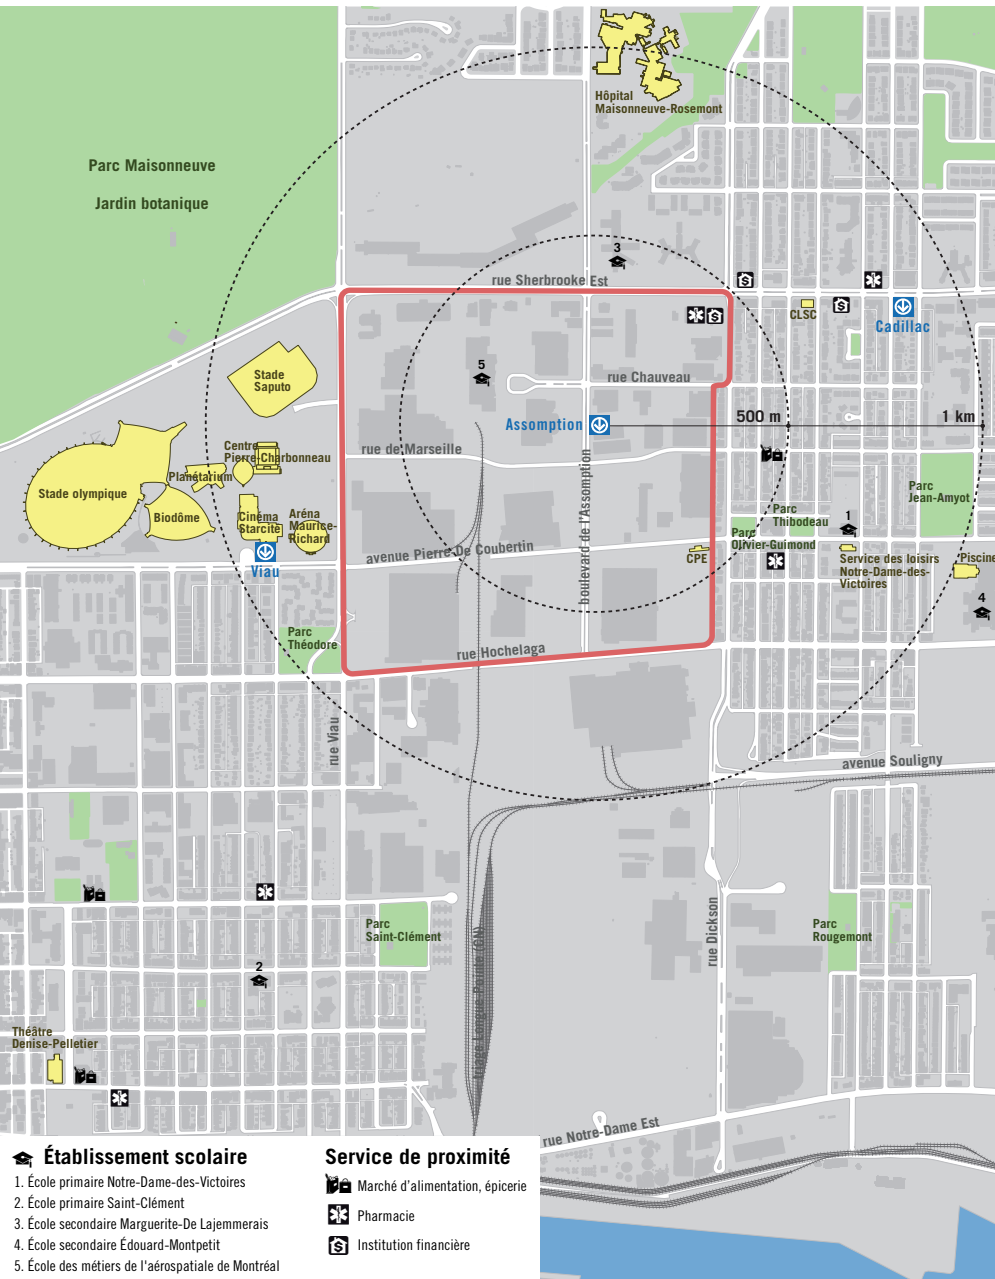 Hôpital
Maisonneuve-Rosemont
Parc Maisonneuve
Jardin botanique
3
rue Sherbrooke Est
CLSC
Cadillac
Stade
Saputo
5
rue Chauveau
Assomption
500 m
1 km
rue de Marseille
Centre
Pierre-Charbonneau
Planétarium
Stade olympique
Biodôme
Cinéma
Starcité
Aréna
Maurice-
Richard
Viau
avenue Pierre De Coubertin
boulevard de l'Assomption
CPE
Parc
Jean-Amyot
Parc
Thibodeau
1
Parc
Olivier-Guimond
Service des loisirs
Notre-Dame-des-
Victoires
Piscine
4
Parc
Théodore
rue Hochelaga
rue Viau
avenue Souligny
Parc
Saint-Clément
rue Dickson
Parc
Rougemont
2
Théâtre
Denise-Pelletier
rue Notre-Dame Est
Établissement scolaire
1. École primaire Notre-Dame-des-Victoires
2. École primaire Saint-Clément
3. École secondaire Marguerite-De Lajemmerais
4. École secondaire Édouard-Montpetit
5. École des métiers de l'aérospatiale de Montréal
Service de proximité
Marché d'alimentation, épicerie
Pharmacie
Institution financière